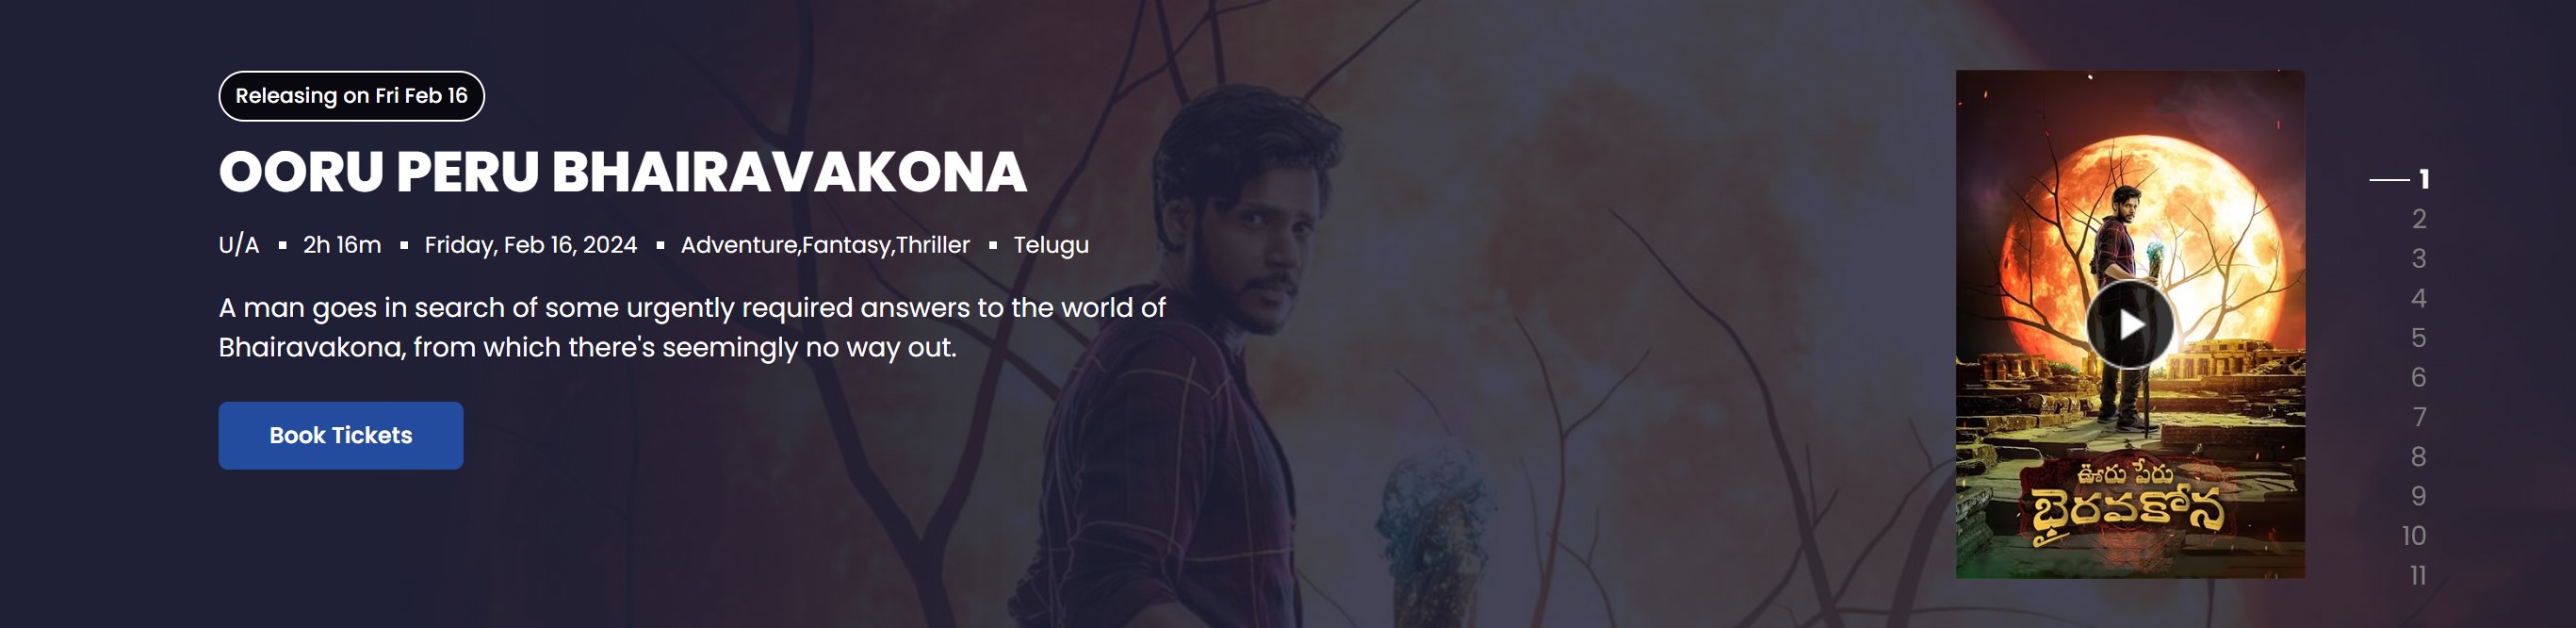 Releasing on Fri Feb 16
OORU PERU BHAIRAVAKONA
U/A ▪ 2h 16m ▪ Friday, Feb 16, 2024 ▪ Adventure,Fantasy,Thriller ▪ Telugu
A man goes in search of some urgently required answers to the world of
Bhairavakona, from which there's seemingly no way out.
Book Tickets
ఊరు పేరు
భైరవకోన
1
2
3
4
5
6
7
8
9
10
11